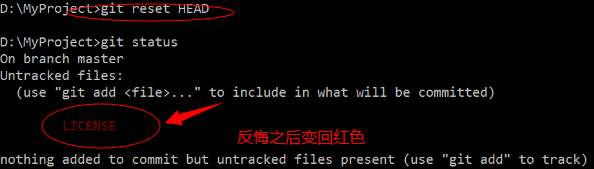 D:\MyProject>git reset HEAD
D:\MyProject>git status
On branch master
Untracked files:
(use "git add <file>..." to include in what will be committed)
LICENSE
反悔之后变回红色
nothing added to commit but untracked files present (use "git add" to track)